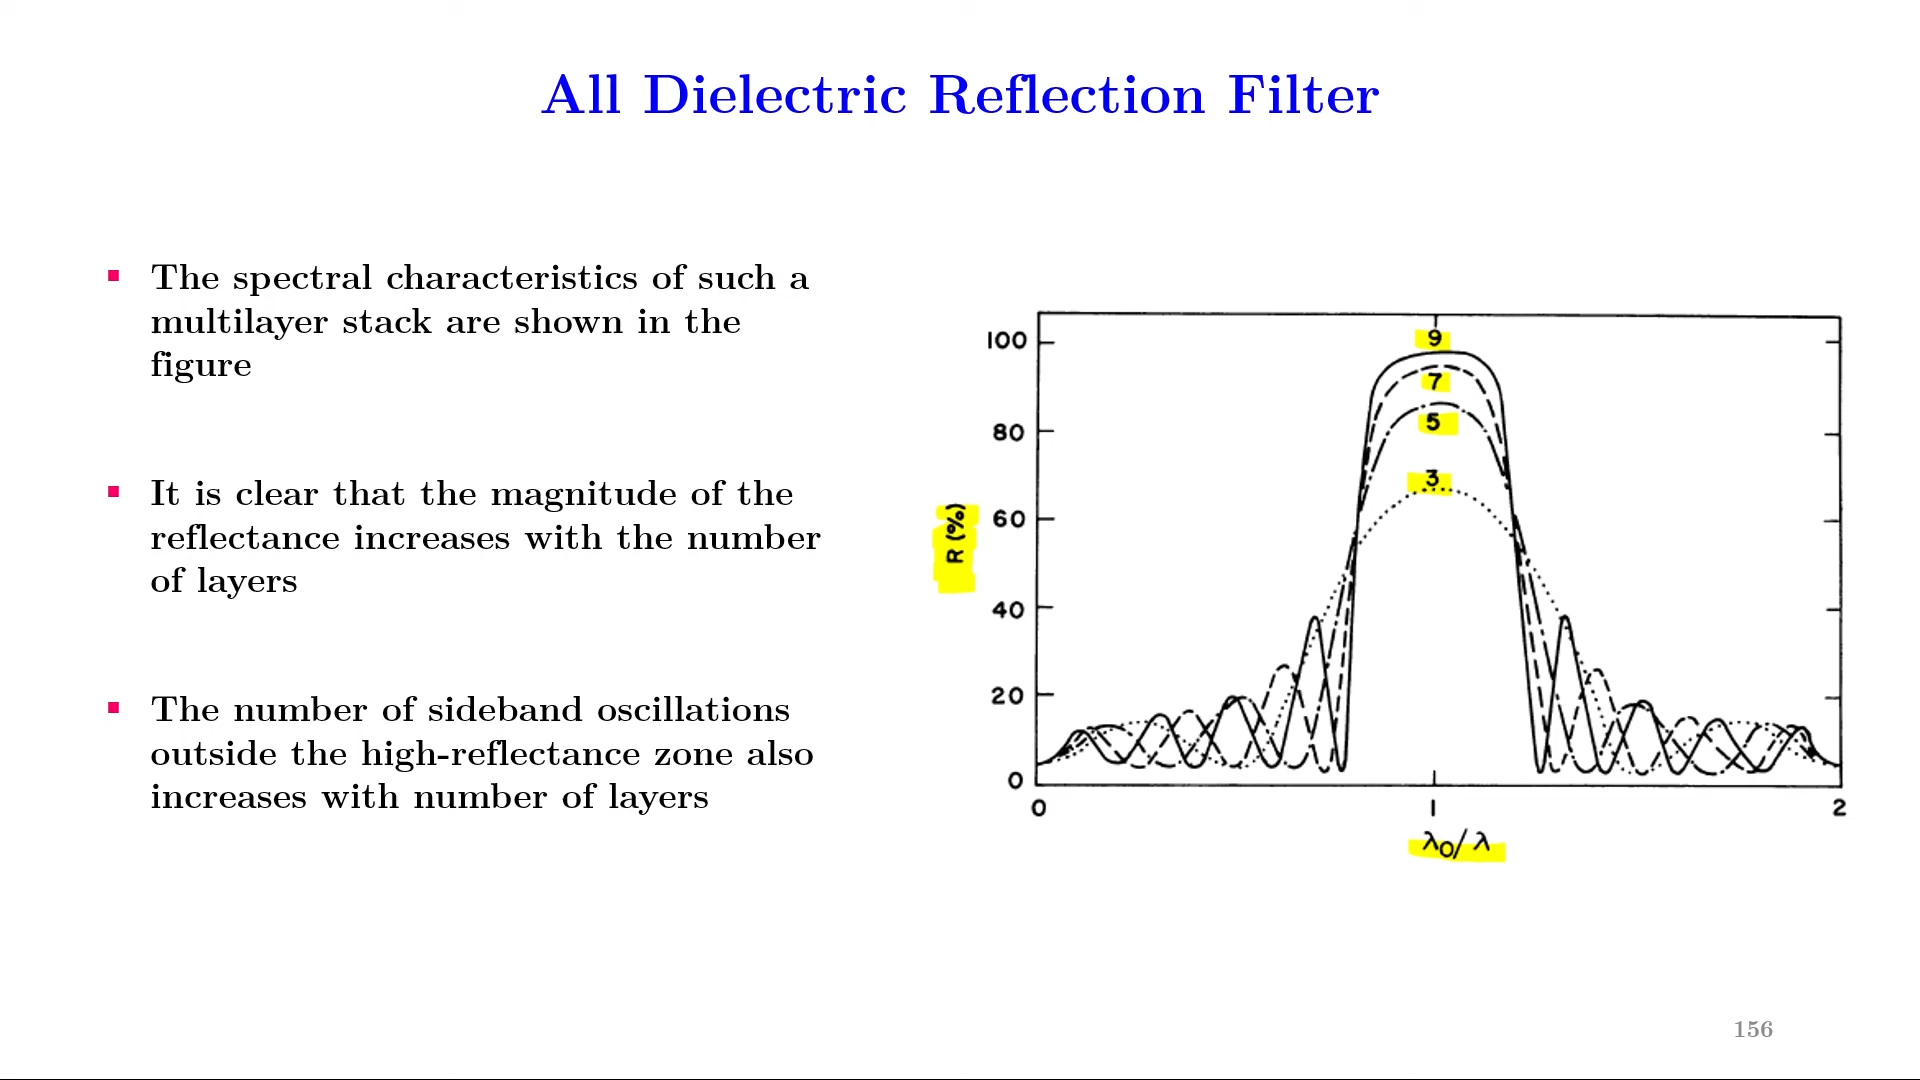 All Dielectric Reflection Filter
The spectral characteristics of such a
multilayer stack are shown in the
figure
It is clear that the magnitude of the
reflectance increases with the number
of layers
The number of sideband oscillations
outside the high-reflectance zone also
increases with number of layers
R (%)
100
80
60
40
20
0
9
7
5
3
0
1
2
λ0/λ
156